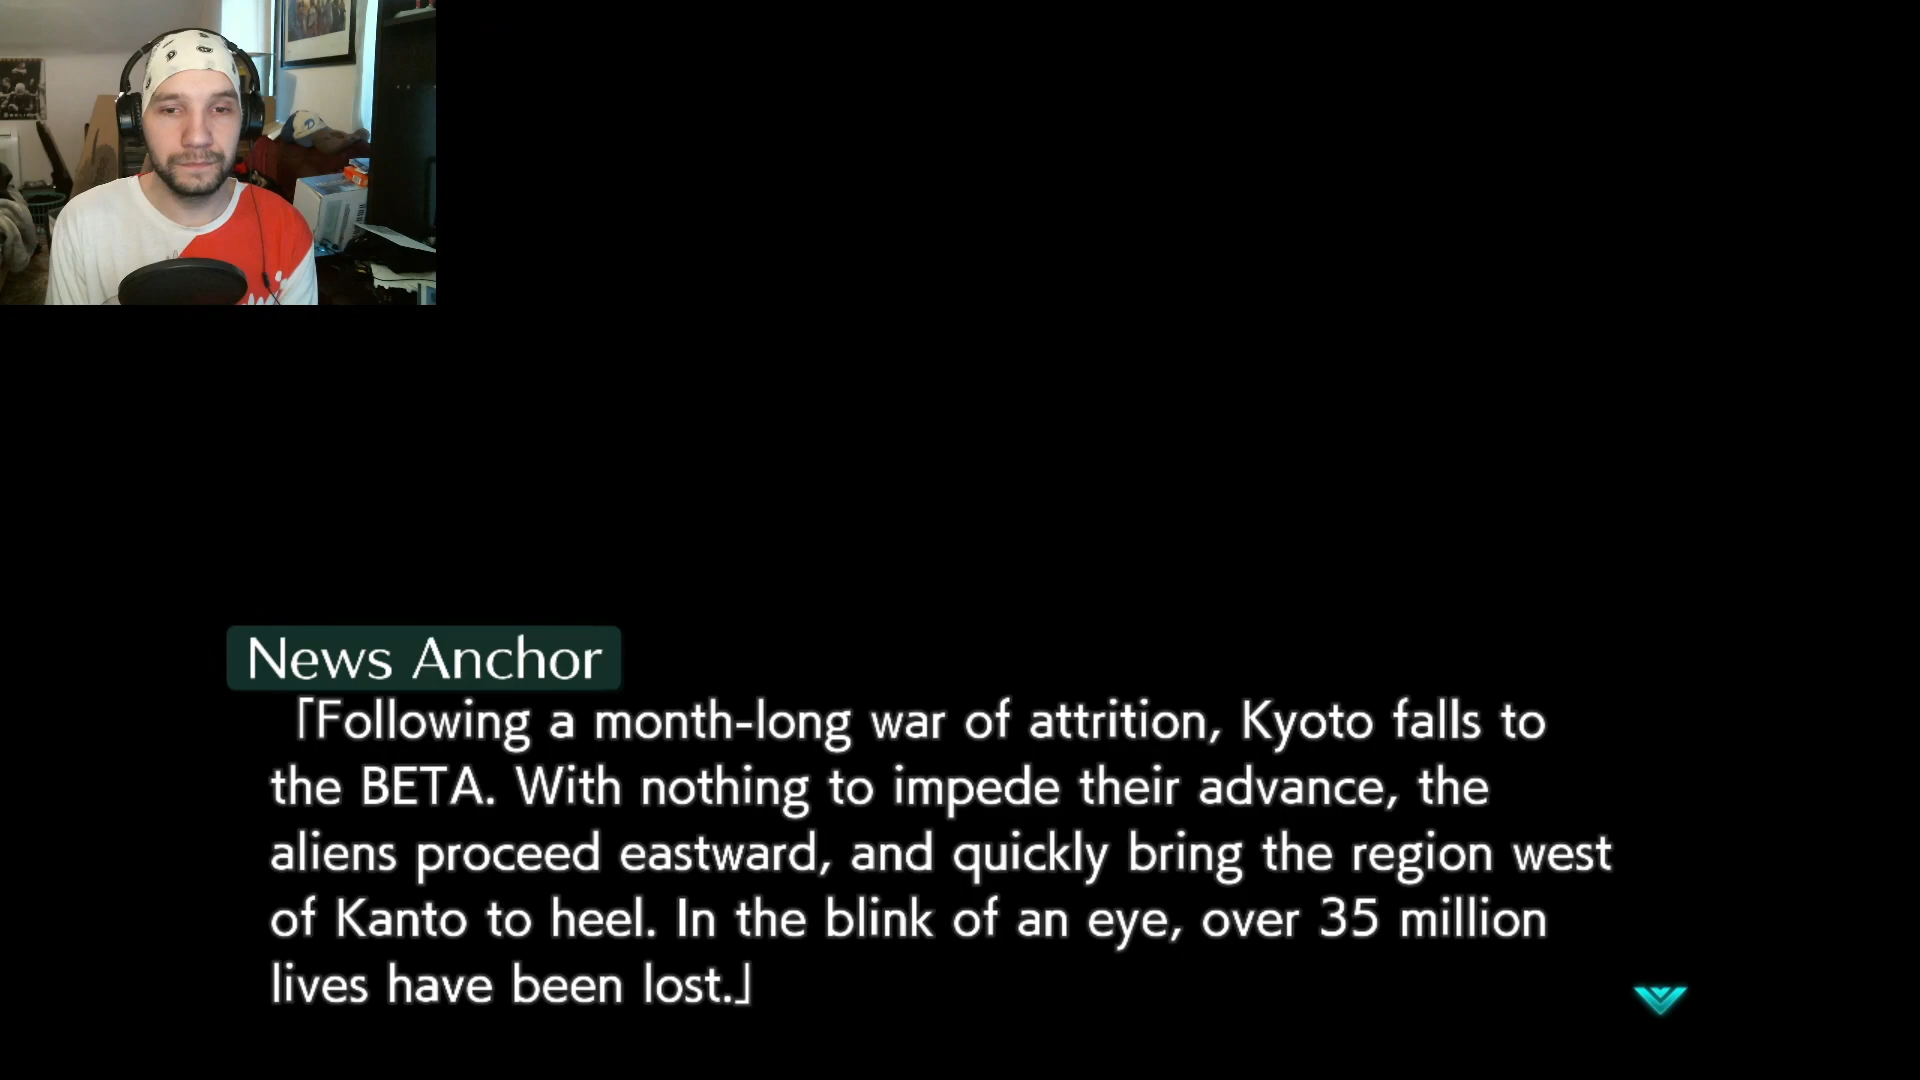 News Anchor
「Following a month-long war of attrition, Kyoto falls to
the BETA. With nothing to impede their advance, the
aliens proceed eastward, and quickly bring the region west
of Kanto to heel. In the blink of an eye, over 35 million
lives have been lost.」